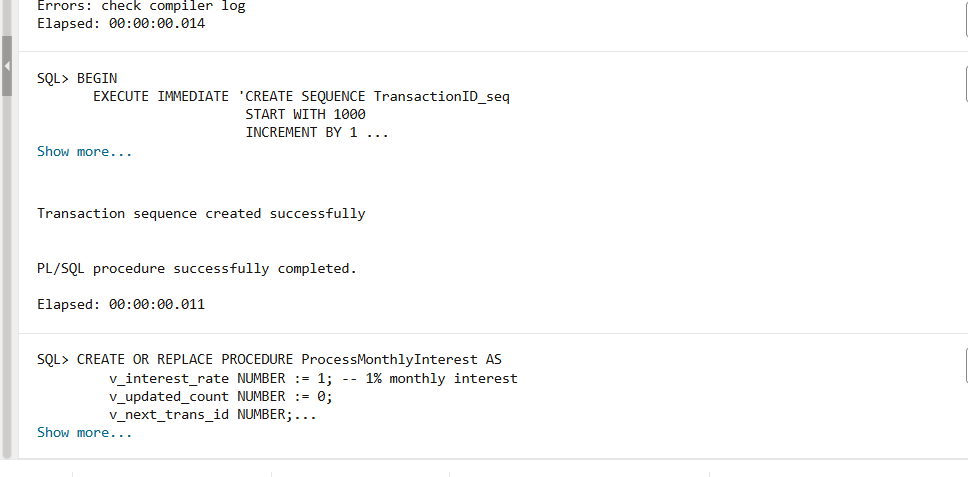 Errors: check compiler log
Elapsed: 00:00:00.014
SQL> BEGIN
EXECUTE IMMEDIATE 'CREATE SEQUENCE TransactionID_seq
START WITH 1000
INCREMENT BY 1 ...
Show more...
Transaction sequence created successfully
PL/SQL procedure successfully completed.
Elapsed: 00:00:00.011
SQL> CREATE OR REPLACE PROCEDURE ProcessMonthlyInterest AS
v_interest_rate NUMBER := 1; -- 1% monthly interest
v_updated_count NUMBER := 0;
v_next_trans_id NUMBER;...
Show more...